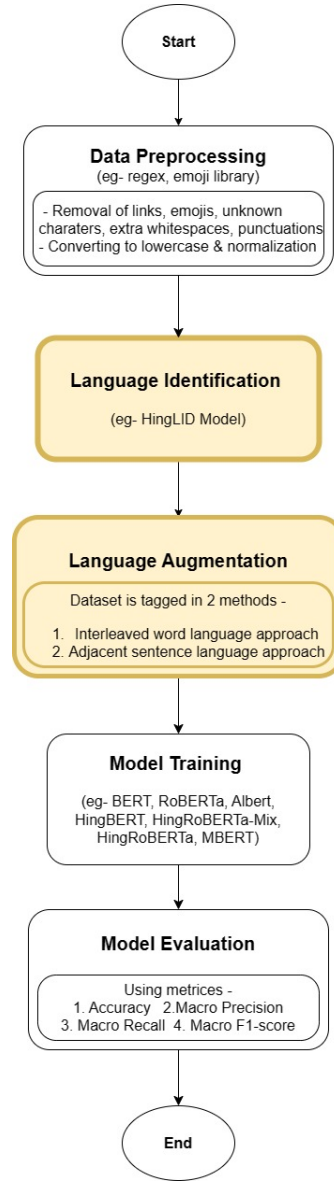 Start
Data Preprocessing
(eg- regex, emoji library)
- Removal of links, emojis, unknown
charaters, extra whitespaces, punctuations
- Converting to lowercase & normalization
Language Identification
(eg- HingLID Model)
Language Augmentation
Dataset is tagged in 2 methods -
1. Interleaved word language approach
2. Adjacent sentence language approach
Model Training
(eg- BERT, RoBERTa, Albert,
HingBERT, HingRoBERTa-Mix,
HingRoBERTa, MBERT)
Model Evaluation
Using metrices -
1. Accuracy 2.Macro Precision
3. Macro Recall 4. Macro F1-score
End